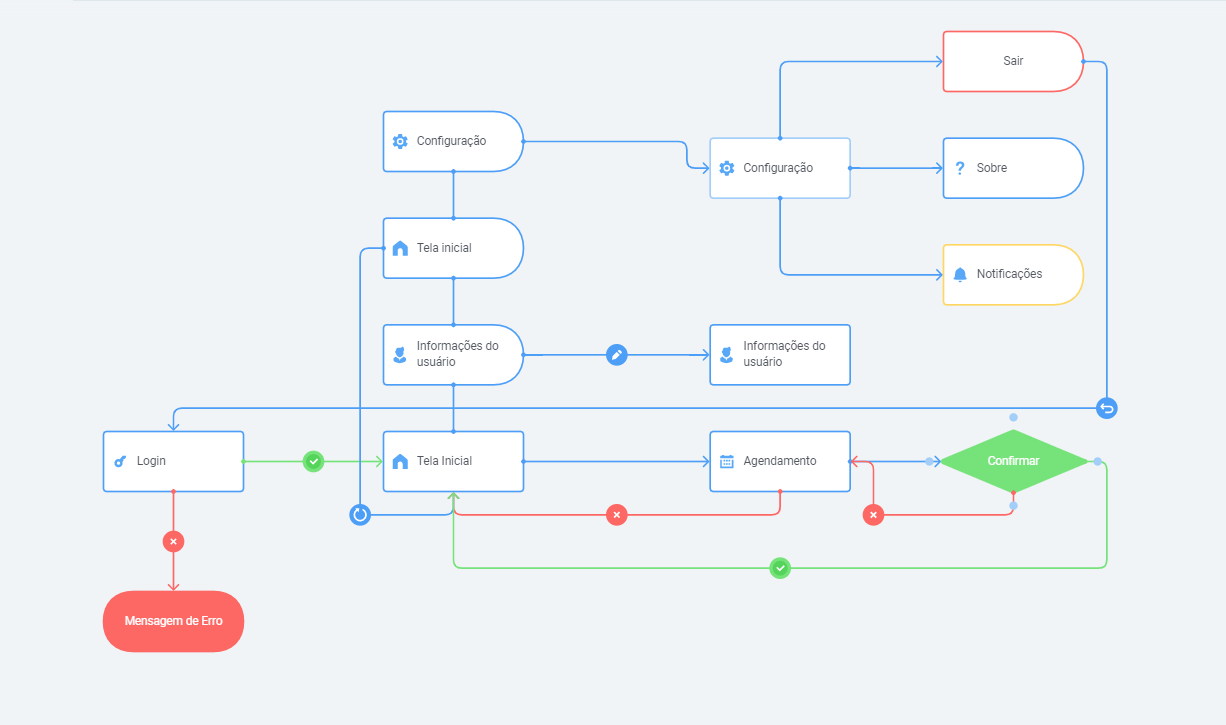 Sair
Configuração
Configuração
Sobre
Tela inicial
Notificações
Informações do
usuário
Informações do
usuário
Login
Tela Inicial
Agendamento
Confirmar
Mensagem de Erro